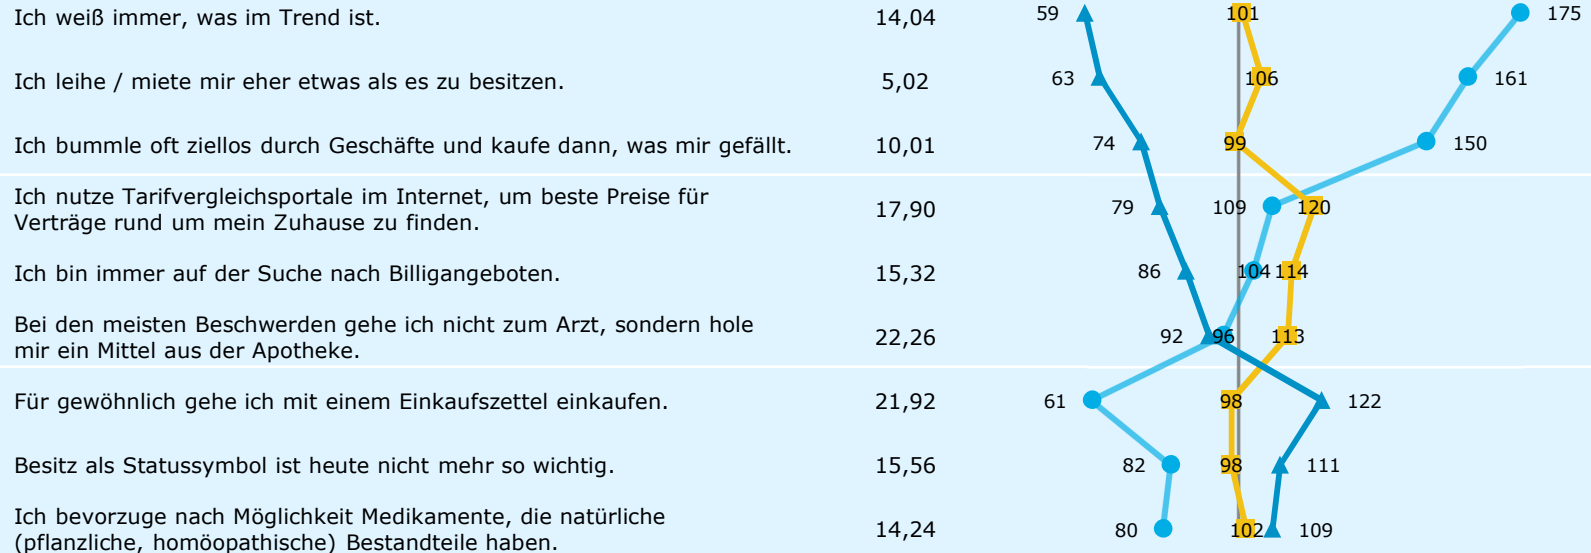 Ich weiß immer, was im Trend ist. 14,04 59 101 175
Ich leihe / miete mir eher etwas als es zu besitzen. 5,02 63 106 161
Ich bummle oft ziellos durch Geschäfte und kaufe dann, was mir gefällt. 10,01 74 99 150
Ich nutze Tarifvergleichsportale im Internet, um beste Preise für
Verträge rund um mein Zuhause zu finden. 17,90 79 109 120
Ich bin immer auf der Suche nach Billigangeboten. 15,32 86 104 114
Bei den meisten Beschwerden gehe ich nicht zum Arzt, sondern hole
mir ein Mittel aus der Apotheke. 22,26 92 96 113
Für gewöhnlich gehe ich mit einem Einkaufszettel einkaufen. 21,92 61 98 122
Besitz als Statussymbol ist heute nicht mehr so wichtig. 15,56 82 98 111
Ich bevorzuge nach Möglichkeit Medikamente, die natürliche
(pflanzliche, homöopathische) Bestandteile haben. 14,24 80 102 109